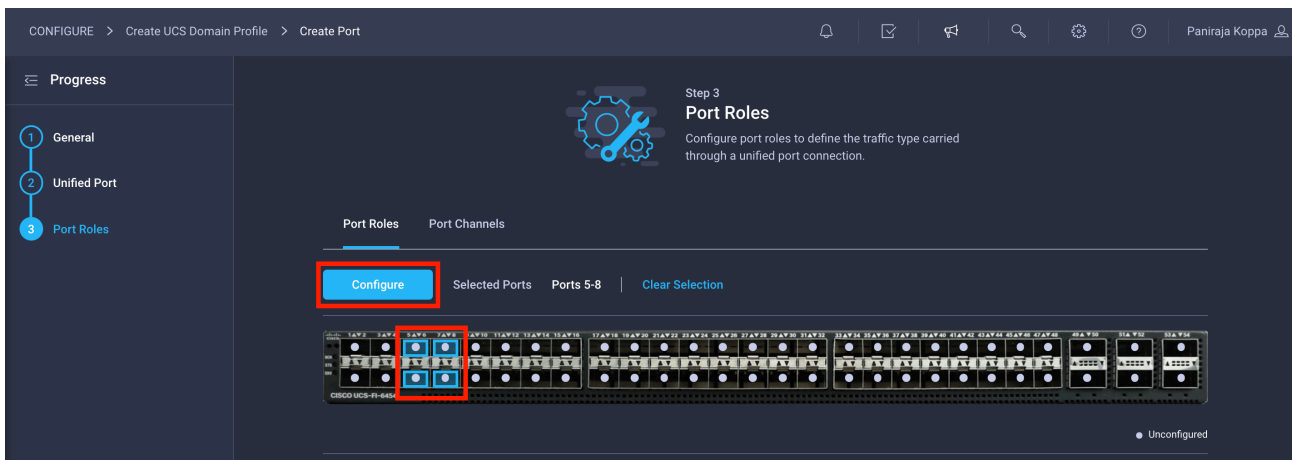 CONFIGURE > Create UCS Domain Profile > Create Port
Paniraja Koppa
Progress
1 General
2 Unified Port
3 Port Roles
Step 3
Port Roles
Configure port roles to define the traffic type carried
through a unified port connection.
Port Roles Port Channels
Configure Selected Ports Ports 5-8 | Clear Selection
CISCO UCS-FI-6454
Unconfigured